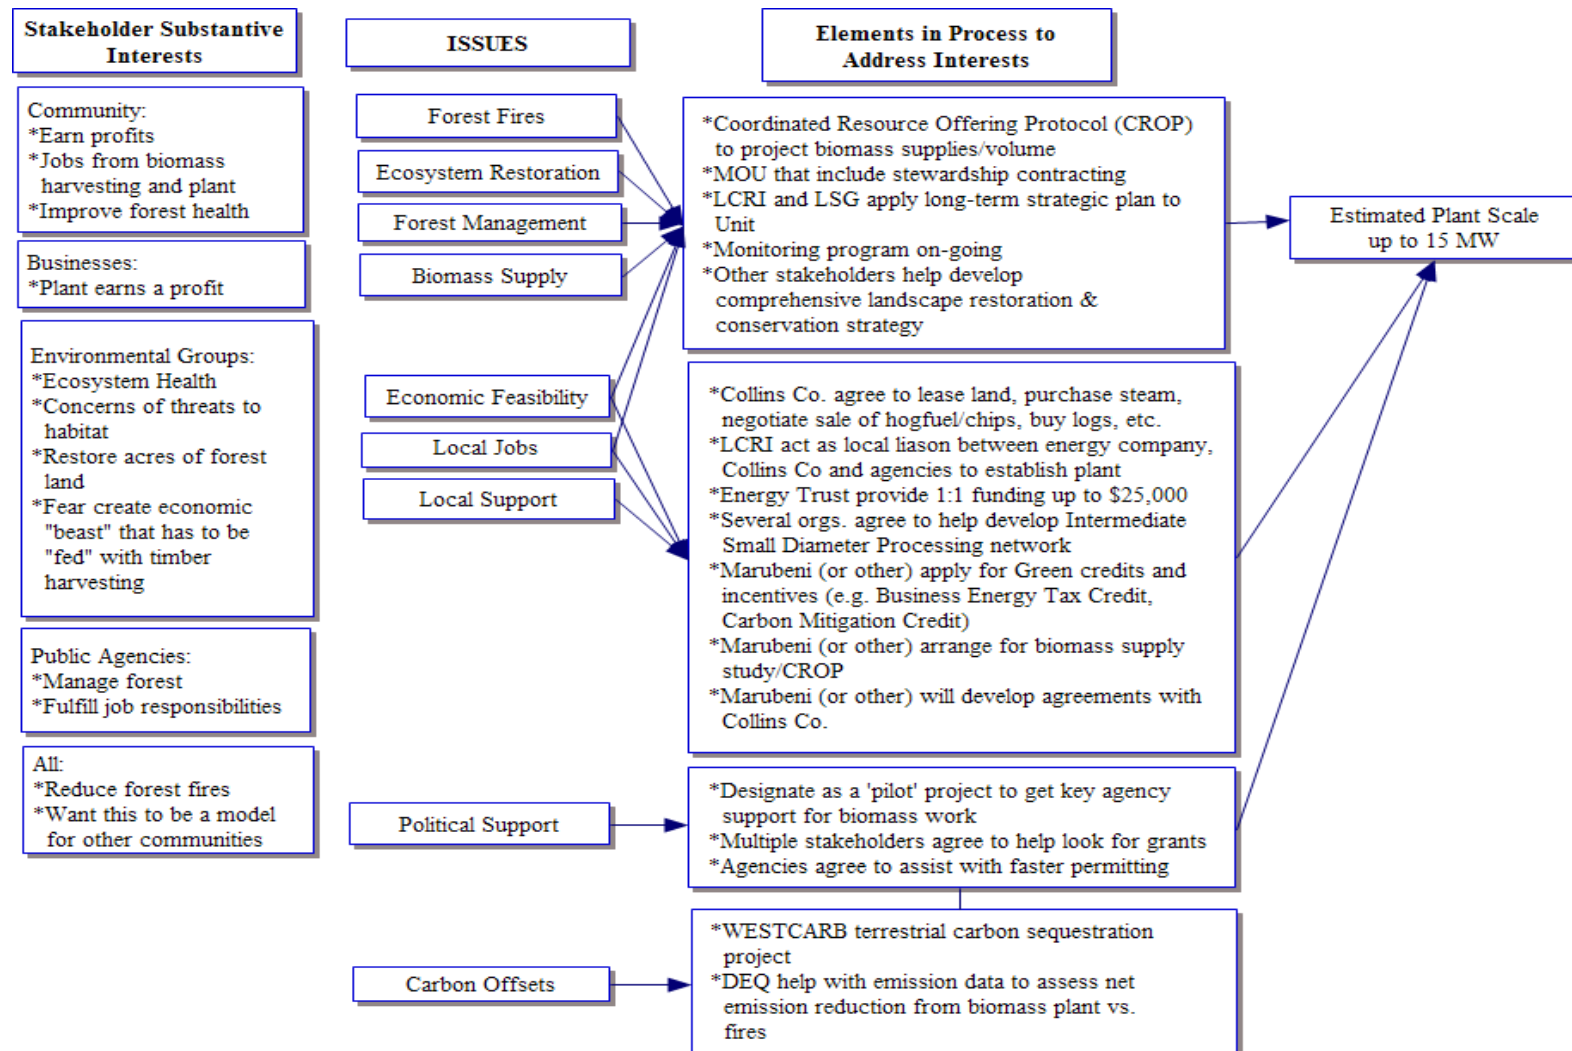 Stakeholder Substantive
Interests
ISSUES
Elements in Process to
Address Interests
Community:
*Earn profits
*Jobs from biomass
harvesting and plant
*Improve forest health
Businesses:
*Plant earns a profit
Environmental Groups:
*Ecosystem Health
*Concerns of threats to
habitat
*Restore acres of forest
land
*Fear create economic
"beast" that has to be
"fed" with timber
harvesting
Public Agencies:
*Manage forest
*Fulfill job responsibilities
All:
*Reduce forest fires
*Want this to be a model
for other communities
Forest Fires
Ecosystem Restoration
Forest Management
Biomass Supply
Economic Feasibility
Local Jobs
Local Support
Political Support
Carbon Offsets
*Coordinated Resource Offering Protocol (CROP)
to project biomass supplies/volume
*MOU that include stewardship contracting
*LCRI and LSG apply long-term strategic plan to
Unit
*Monitoring program on-going
*Other stakeholders help develop
comprehensive landscape restoration &
conservation strategy
*Collins Co. agree to lease land, purchase steam,
negotiate sale of hogfuel/chips, buy logs, etc.
*LCRI act as local liason between energy company,
Collins Co and agencies to establish plant
*Energy Trust provide 1:1 funding up to $25,000
*Several orgs. agree to help develop Intermediate
Small Diameter Processing network
*Marubeni (or other) apply for Green credits and
incentives (e.g. Business Energy Tax Credit,
Carbon Mitigation Credit)
*Marubeni (or other) arrange for biomass supply
study/CROP
*Marubeni (or other) will develop agreements with
Collins Co.
*Designate as a 'pilot' project to get key agency
support for biomass work
*Multiple stakeholders agree to help look for grants
*Agencies agree to assist with faster permitting
*WESTCARB terrestrial carbon sequestration
project
*DEQ help with emission data to assess net
emission reduction from biomass plant vs.
fires
Estimated Plant Scale
up to 15 MW